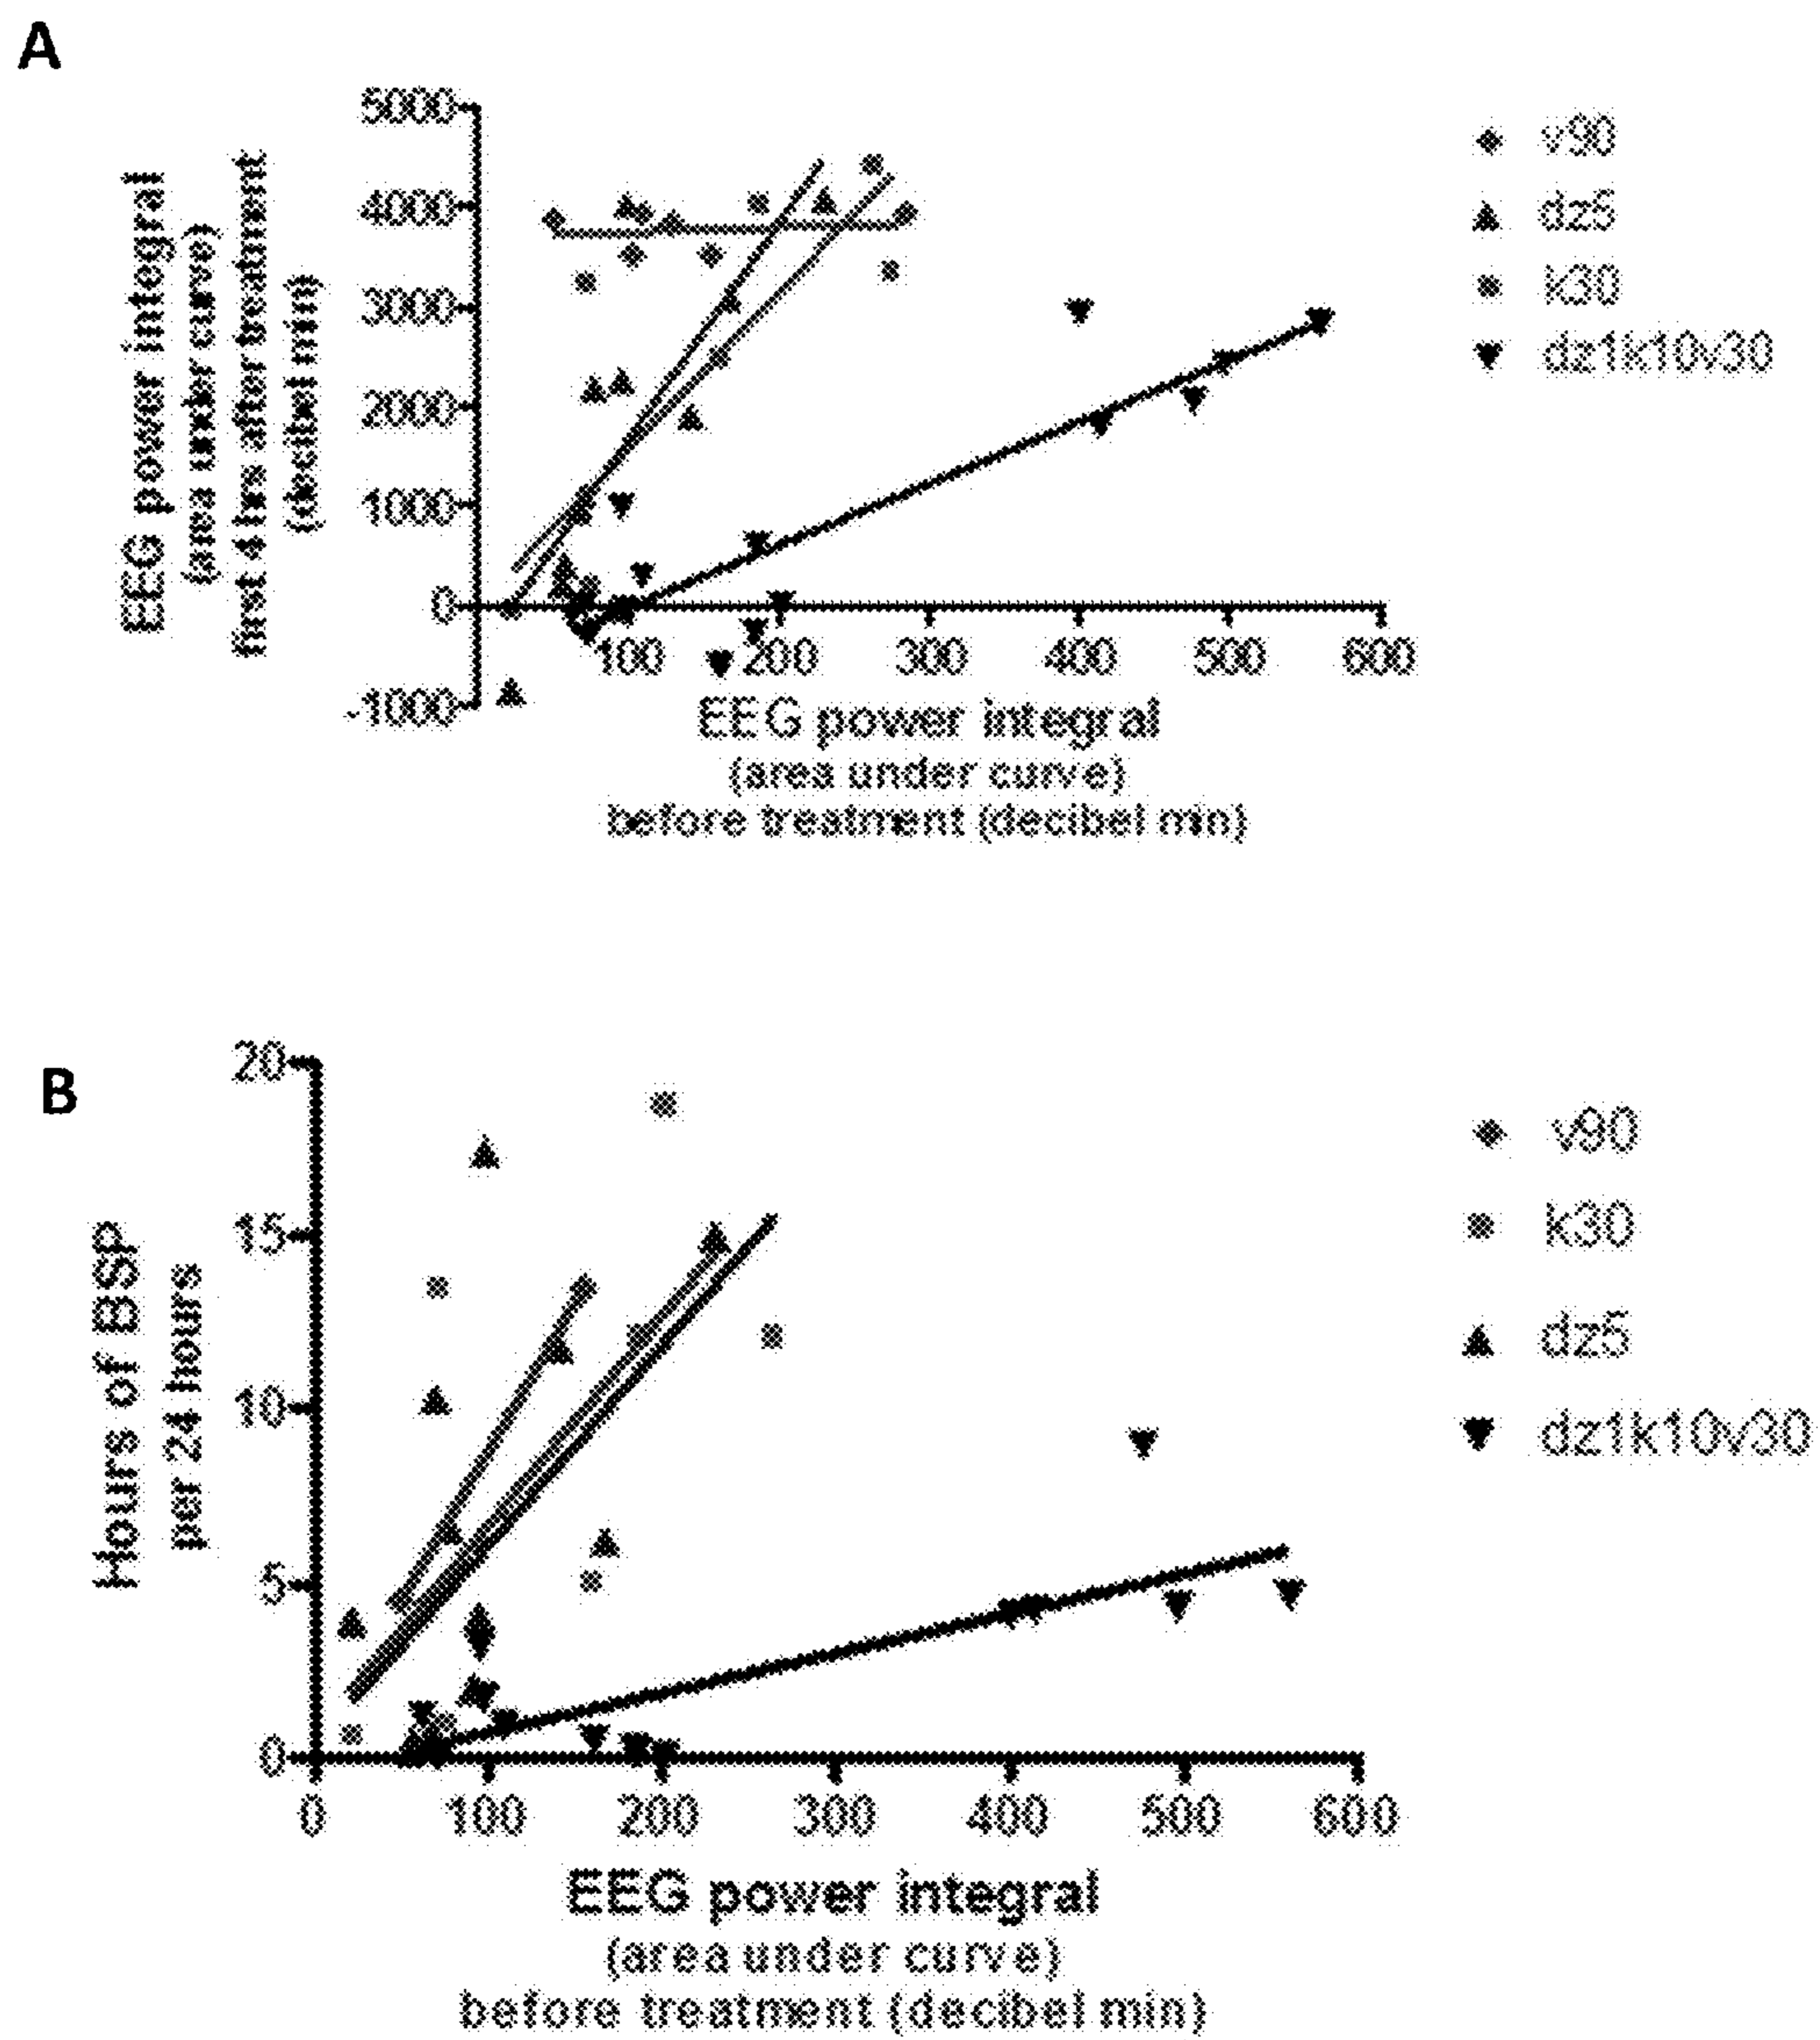 A
5000
4000
3000
2000
1000
0
-1000
EEG power integral
(area under curve)
first 4 hrs after treatment
(decibel min)
100
200
300
400
500
600
EEG power integral
(area under curve)
before treatment (decibel min)
v90
dz5
k30
dz1k10v30
B
20
15
10
5
0
Hours of BSP
per 24 hours
0
100
200
300
400
500
600
EEG power integral
(area under curve)
before treatment (decibel min)
v90
k30
dz5
dz1k10v30